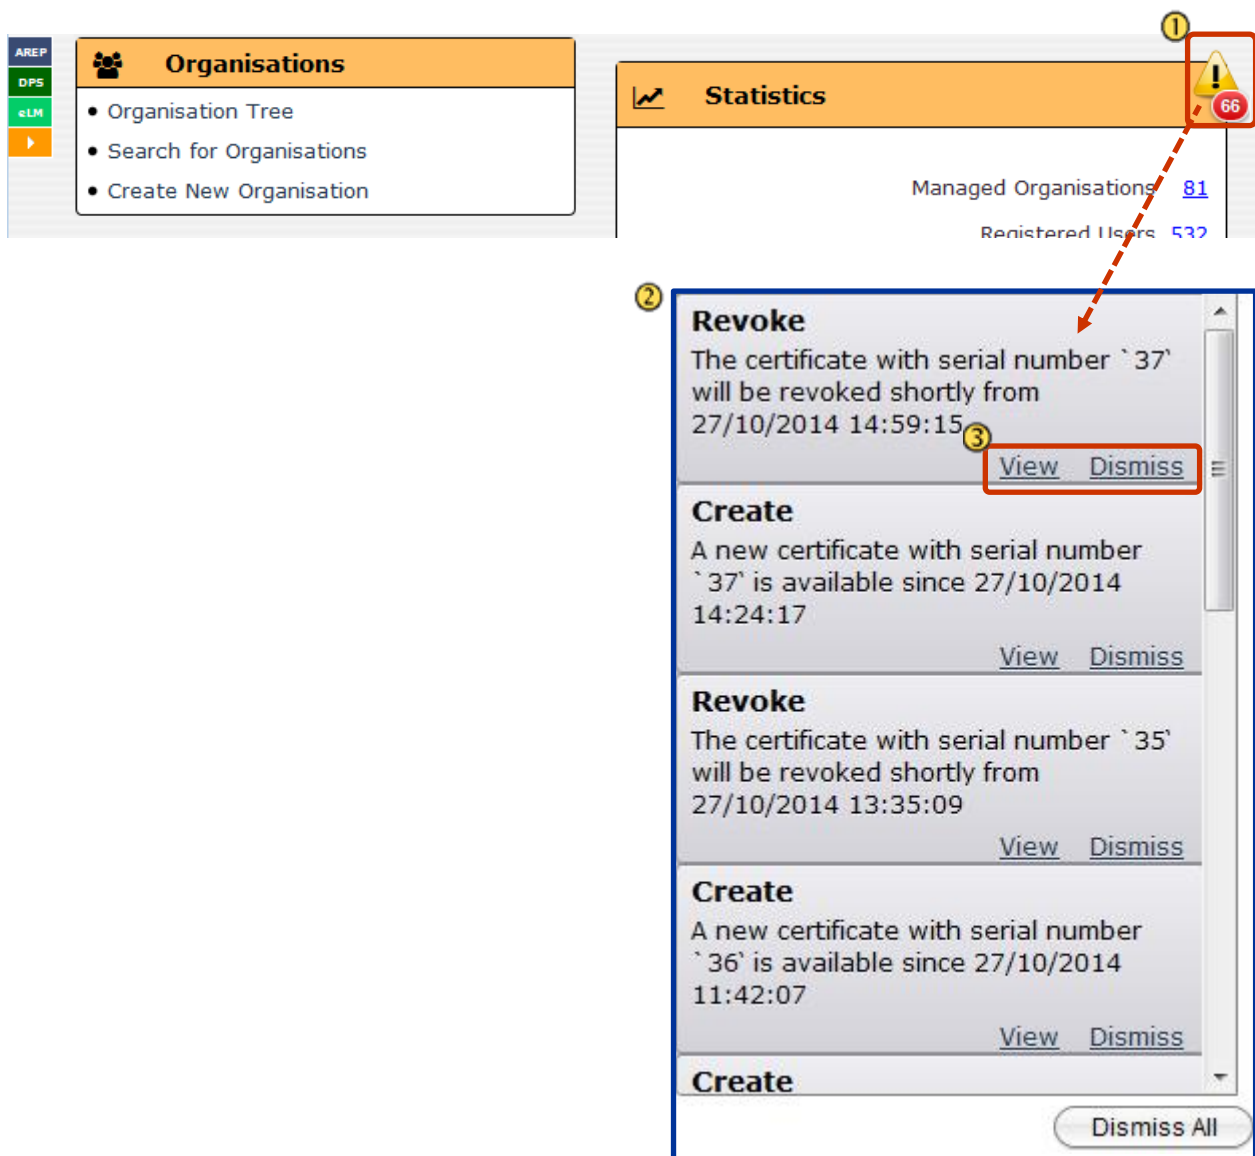 1
AREP
DPS
eLM
Organisations
• Organisation Tree
• Search for Organisations
• Create New Organisation
Statistics
66
Managed Organisations 81
Registered Users 532
2
Revoke
The certificate with serial number `37`
will be revoked shortly from
27/10/2014 14:59:15
3
View Dismiss
Create
A new certificate with serial number
`37` is available since 27/10/2014
14:24:17
View Dismiss
Revoke
The certificate with serial number `35`
will be revoked shortly from
27/10/2014 13:35:09
View Dismiss
Create
A new certificate with serial number
`36` is available since 27/10/2014
11:42:07
View Dismiss
Create
Dismiss All